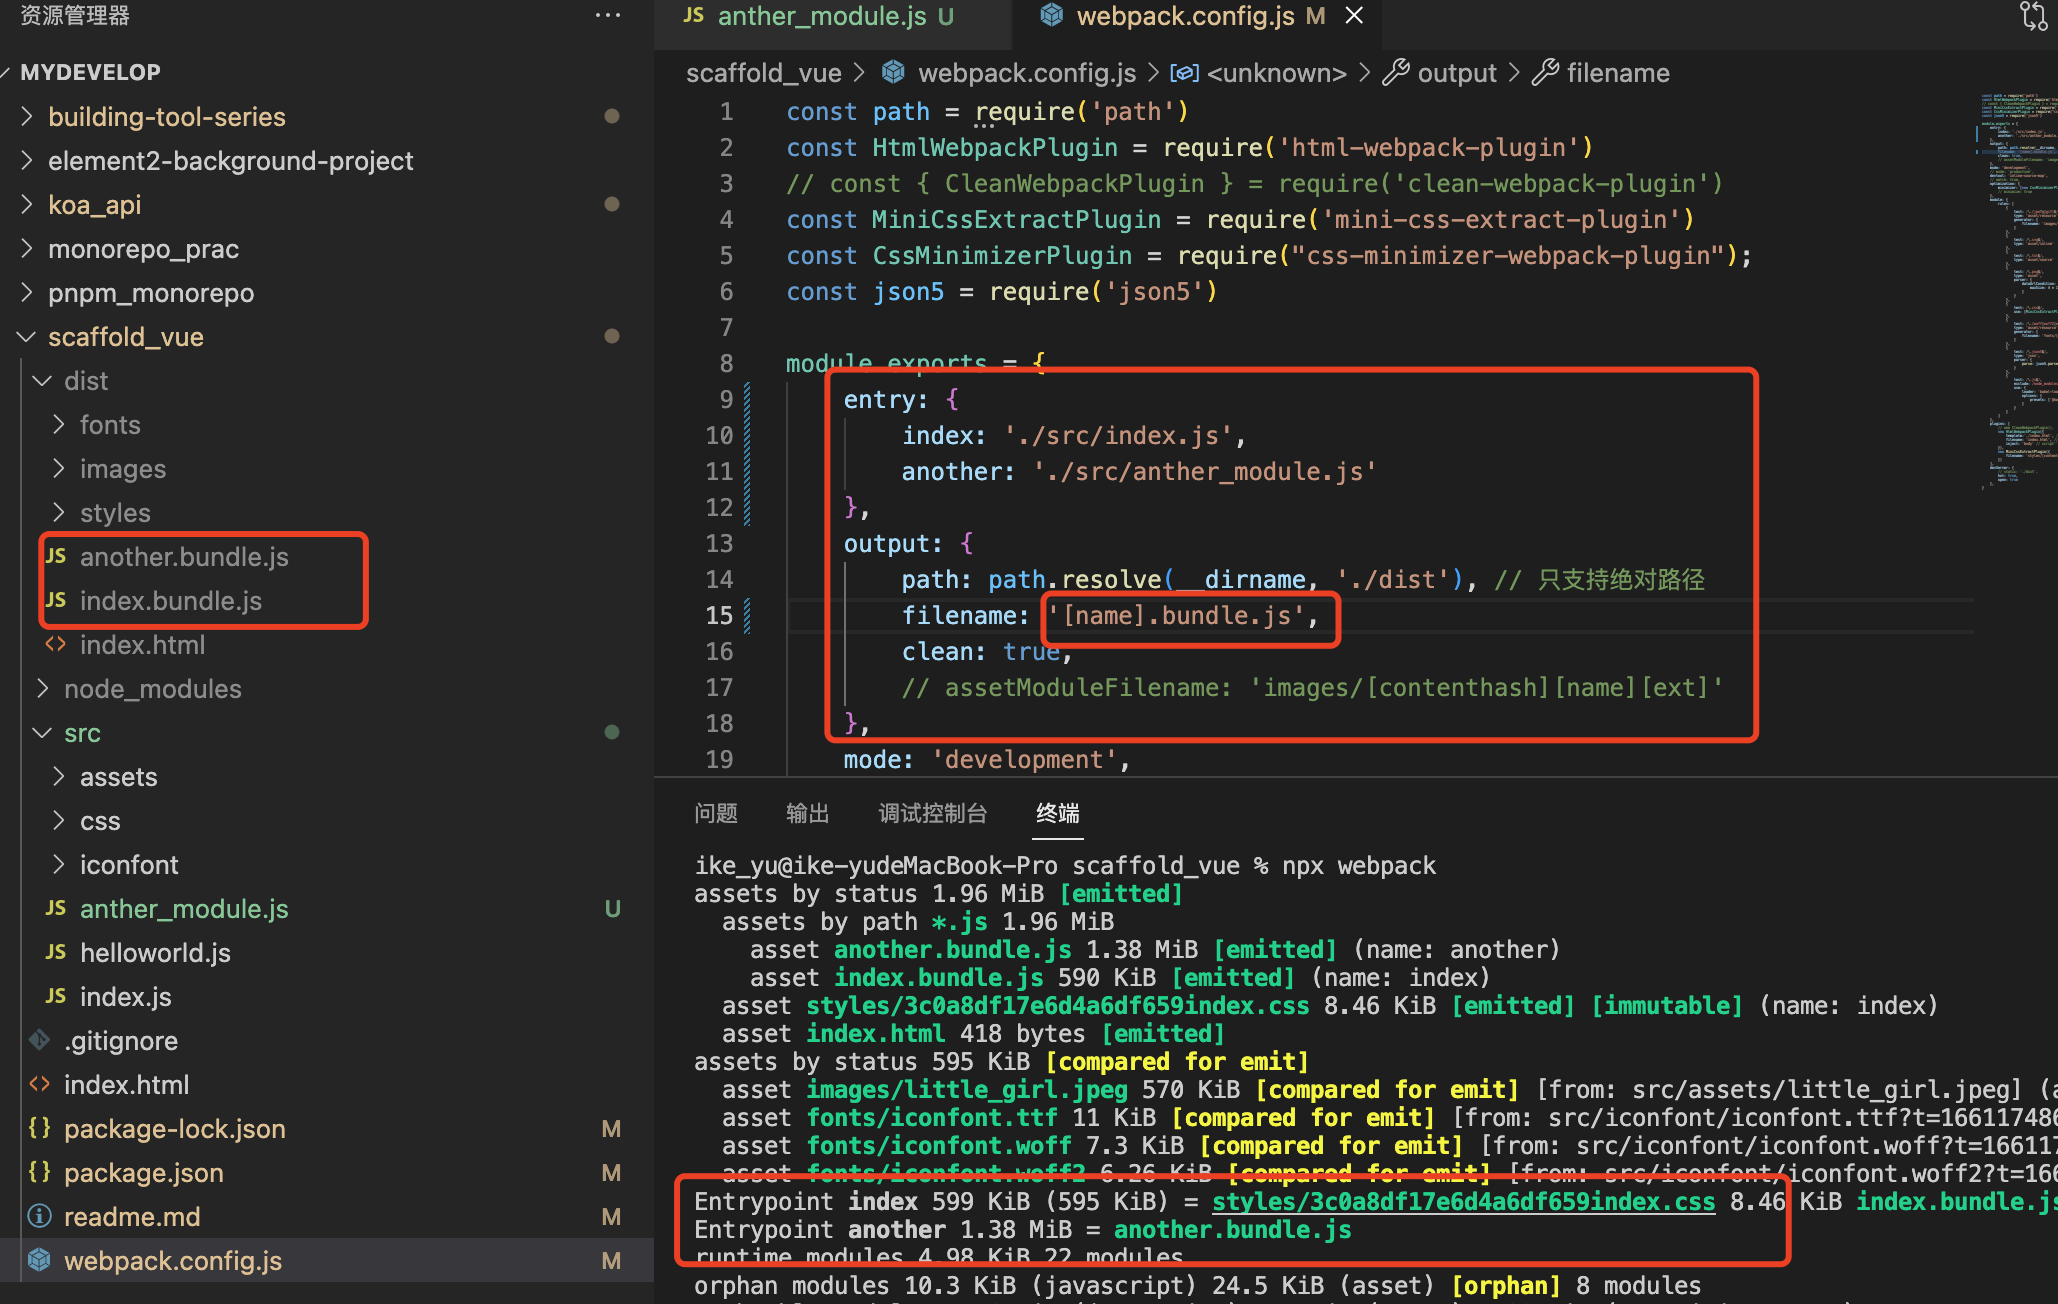 资源管理器
MYDEVELOP
building-tool-series
element2-background-project
koa_api
monorepo_prac
pnpm_monorepo
scaffold_vue
dist
fonts
images
styles
JS another.bundle.js
JS index.bundle.js
<> index.html
node_modules
src
assets
css
iconfont
JS anther_module.js U
JS helloworld.js
JS index.js
.gitignore
<> index.html
{} package-lock.json M
{} package.json M
readme.md M
webpack.config.js M
JS anther_module.js U
webpack.config.js M
scaffold_vue > webpack.config.js > <unknown> > output > filename
1 const path = require('path')
2 const HtmlWebpackPlugin = require('html-webpack-plugin')
3 // const { CleanWebpackPlugin } = require('clean-webpack-plugin')
4 const MiniCssExtractPlugin = require('mini-css-extract-plugin')
5 const CssMinimizerPlugin = require("css-minimizer-webpack-plugin");
6 const json5 = require('json5')
7
8 module.exports = {
9 entry: {
10 index: './src/index.js',
11 another: './src/anther_module.js'
12 },
13 output: {
14 path: path.resolve(__dirname, './dist'), // 只支持绝对路径
15 filename: '[name].bundle.js',
16 clean: true,
17 // assetModuleFilename: 'images/[contenthash][name][ext]'
18 },
19 mode: 'development',
问题 输出 调试控制台 终端
ike_yu@ike-yudeMacBook-Pro scaffold_vue % npx webpack
assets by status 1.96 MiB [emitted]
assets by path *.js 1.96 MiB
asset another.bundle.js 1.38 MiB [emitted] (name: another)
asset index.bundle.js 590 KiB [emitted] (name: index)
asset styles/3c0a8df17e6d4a6df659index.css 8.46 KiB [emitted] [immutable] (name: index)
asset index.html 418 bytes [emitted]
assets by status 595 KiB [compared for emit]
asset images/little_girl.jpeg 570 KiB [compared for emit] [from: src/assets/little_girl.jpeg] (a
asset fonts/iconfont.ttf 11 KiB [compared for emit] [from: src/iconfont/iconfont.ttf?t=166117486
asset fonts/iconfont.woff 7.3 KiB [compared for emit] [from: src/iconfont/iconfont.woff?t=166117
asset fonts/iconfont.woff2 6.26 KiB [compared for emit] [from: src/iconfont/iconfont.woff2?t=166
Entrypoint index 599 KiB (595 KiB) = styles/3c0a8df17e6d4a6df659index.css 8.46 KiB index.bundle.js
Entrypoint another 1.38 MiB = another.bundle.js
runtime modules 4.98 KiB 22 modules
orphan modules 10.3 KiB (javascript) 24.5 KiB (asset) [orphan] 8 modules